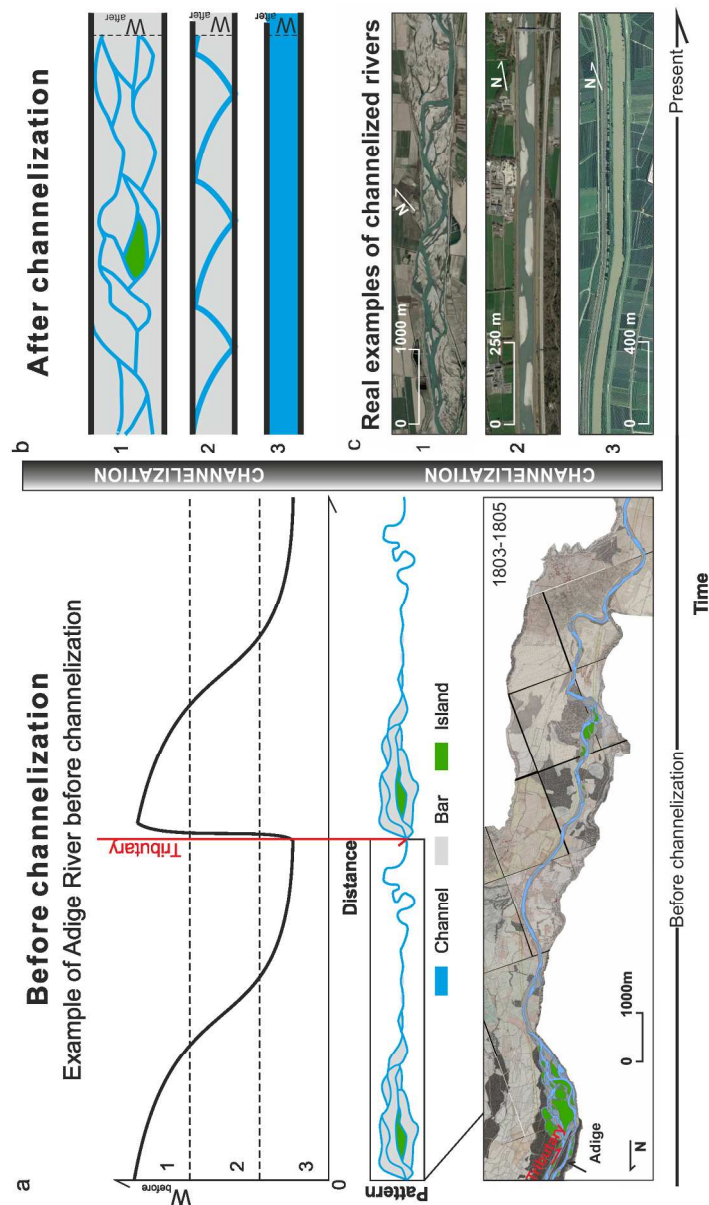 a
Before channelization
Example of Adige River before channelization
W before
1
2
3
0
Distance
Tributary
Pattern
Channel
Bar
Island
1803-1805
Tributary
Adige
N
0 1000m
CHANNELIZATION
CHANNELIZATION
b
After channelization
1
W after
2
W after
3
W after
c
Real examples of channelized rivers
1
0 1000 m
N
2
0 250 m
N
3
0 400 m
N
Before channelization
Time
Present